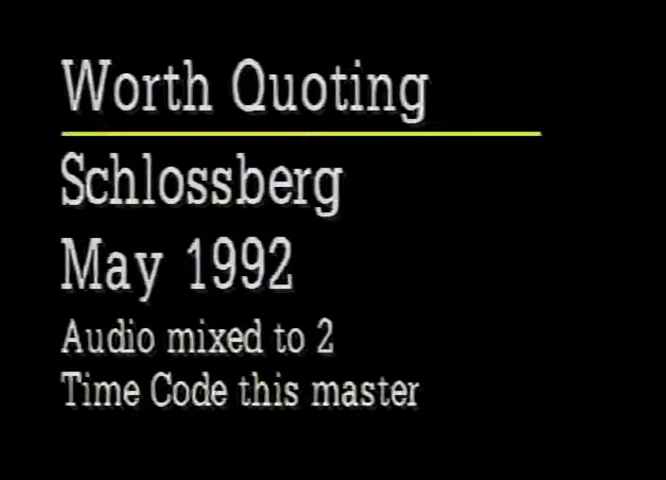 Worth Quoting
Schlossberg
May 1992
Audio mixed to 2
Time Code this master